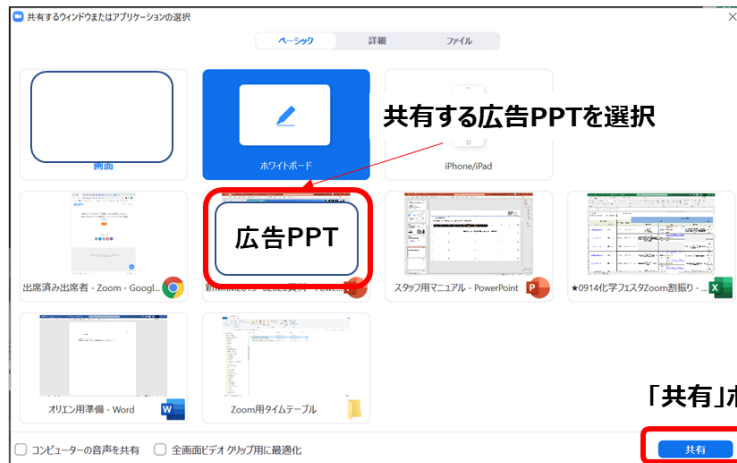 共有するウィンドウまたはアプリケーションの選択
ベーシック 詳細 ファイル
共有する広告PPTを選択
画面 ホワイトボード iPhone/iPad
広告PPT
出席済み出席者 - Zoom - Googl...
スタッフ用マニュアル - PowerPoint
★0914化学フェスタZoom割振り - ...
オリエン用準備 - Word
Zoom用タイムテーブル
「共有」ボ
コンピューターの音声を共有 全画面ビデオ クリップ用に最適化
共有